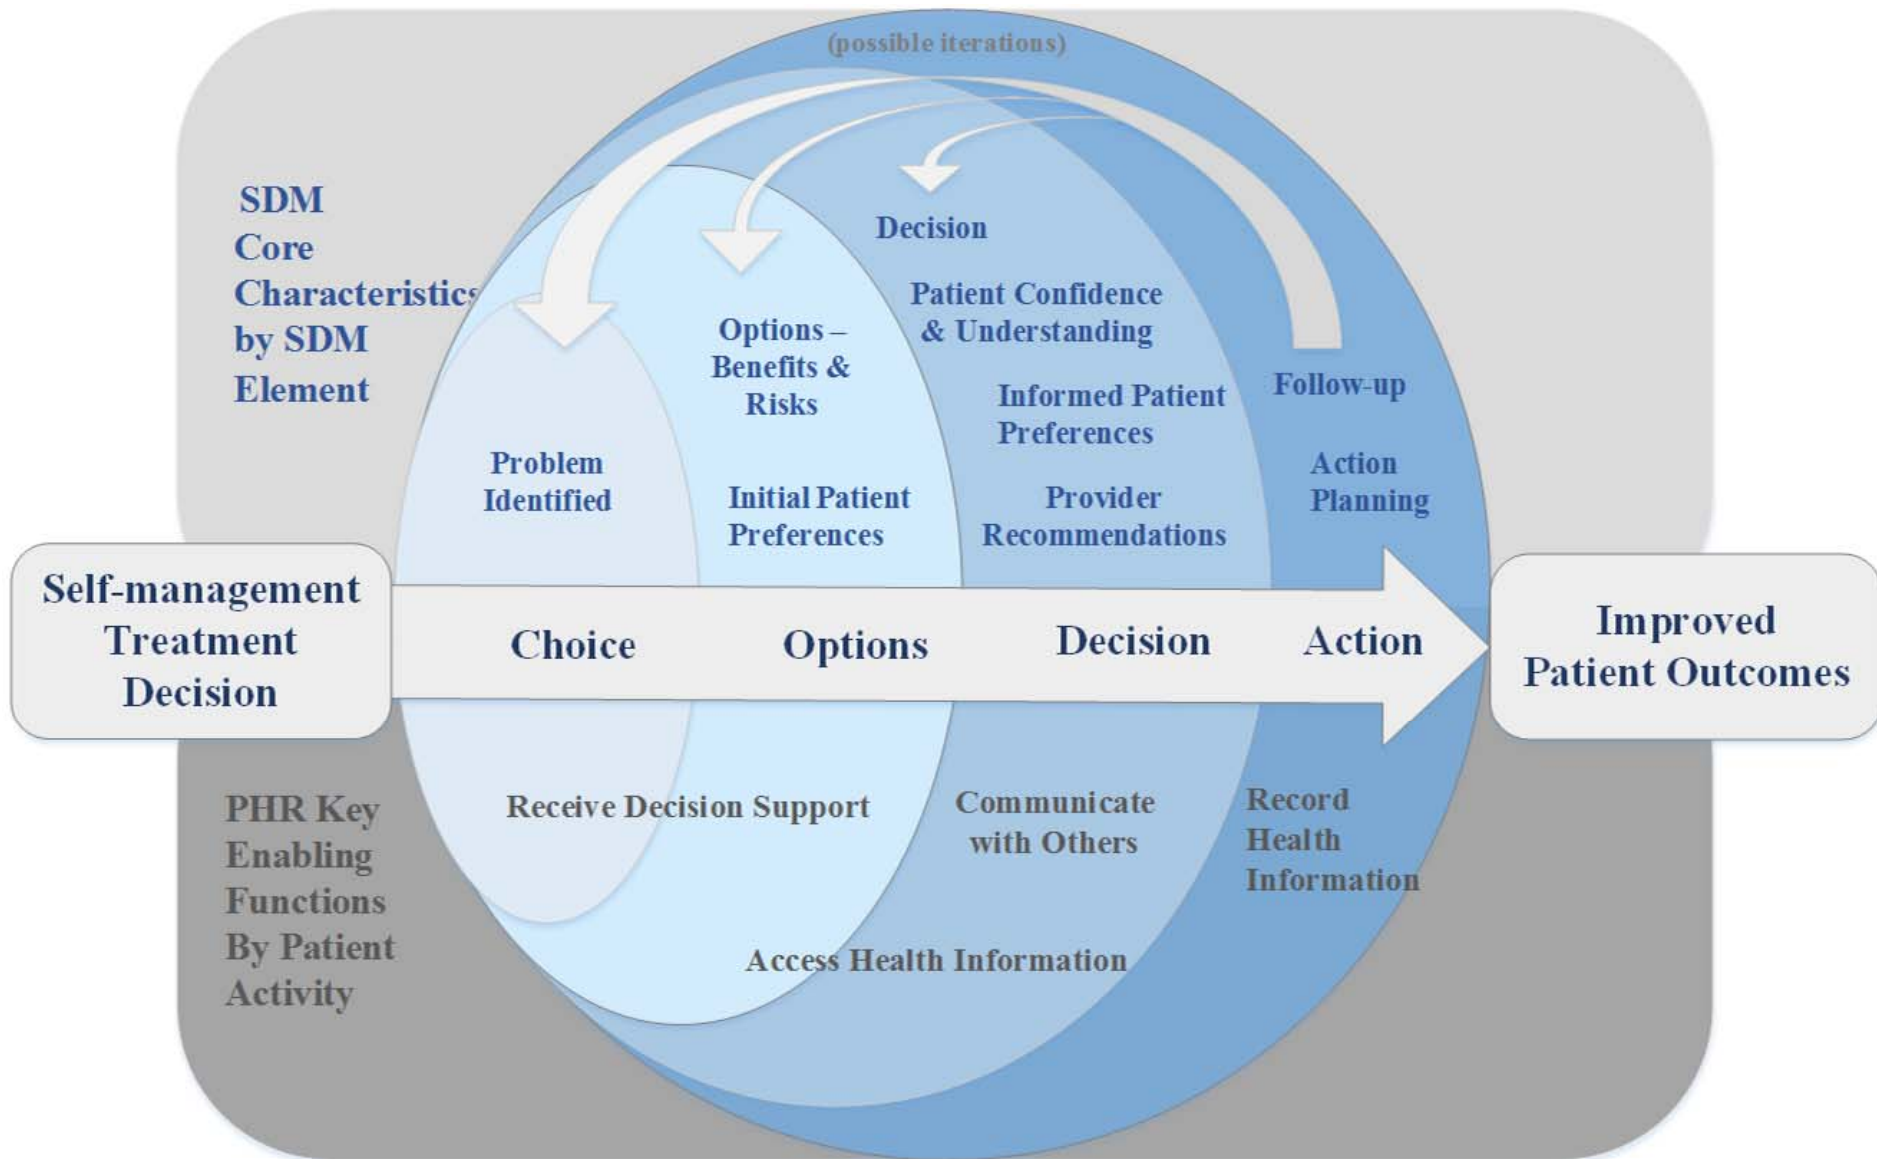 (possible iterations)
SDM
Core
Characteristics
by SDM
Element
Decision
Patient Confidence
& Understanding
Options –
Benefits &
Risks
Informed Patient
Preferences
Follow-up
Problem
Identified
Initial Patient
Preferences
Provider
Recommendations
Action
Planning
Self-management
Treatment
Decision
Choice
Options
Decision
Action
Improved
Patient Outcomes
PHR Key
Enabling
Functions
By Patient
Activity
Receive Decision Support
Communicate
with Others
Record
Health
Information
Access Health Information